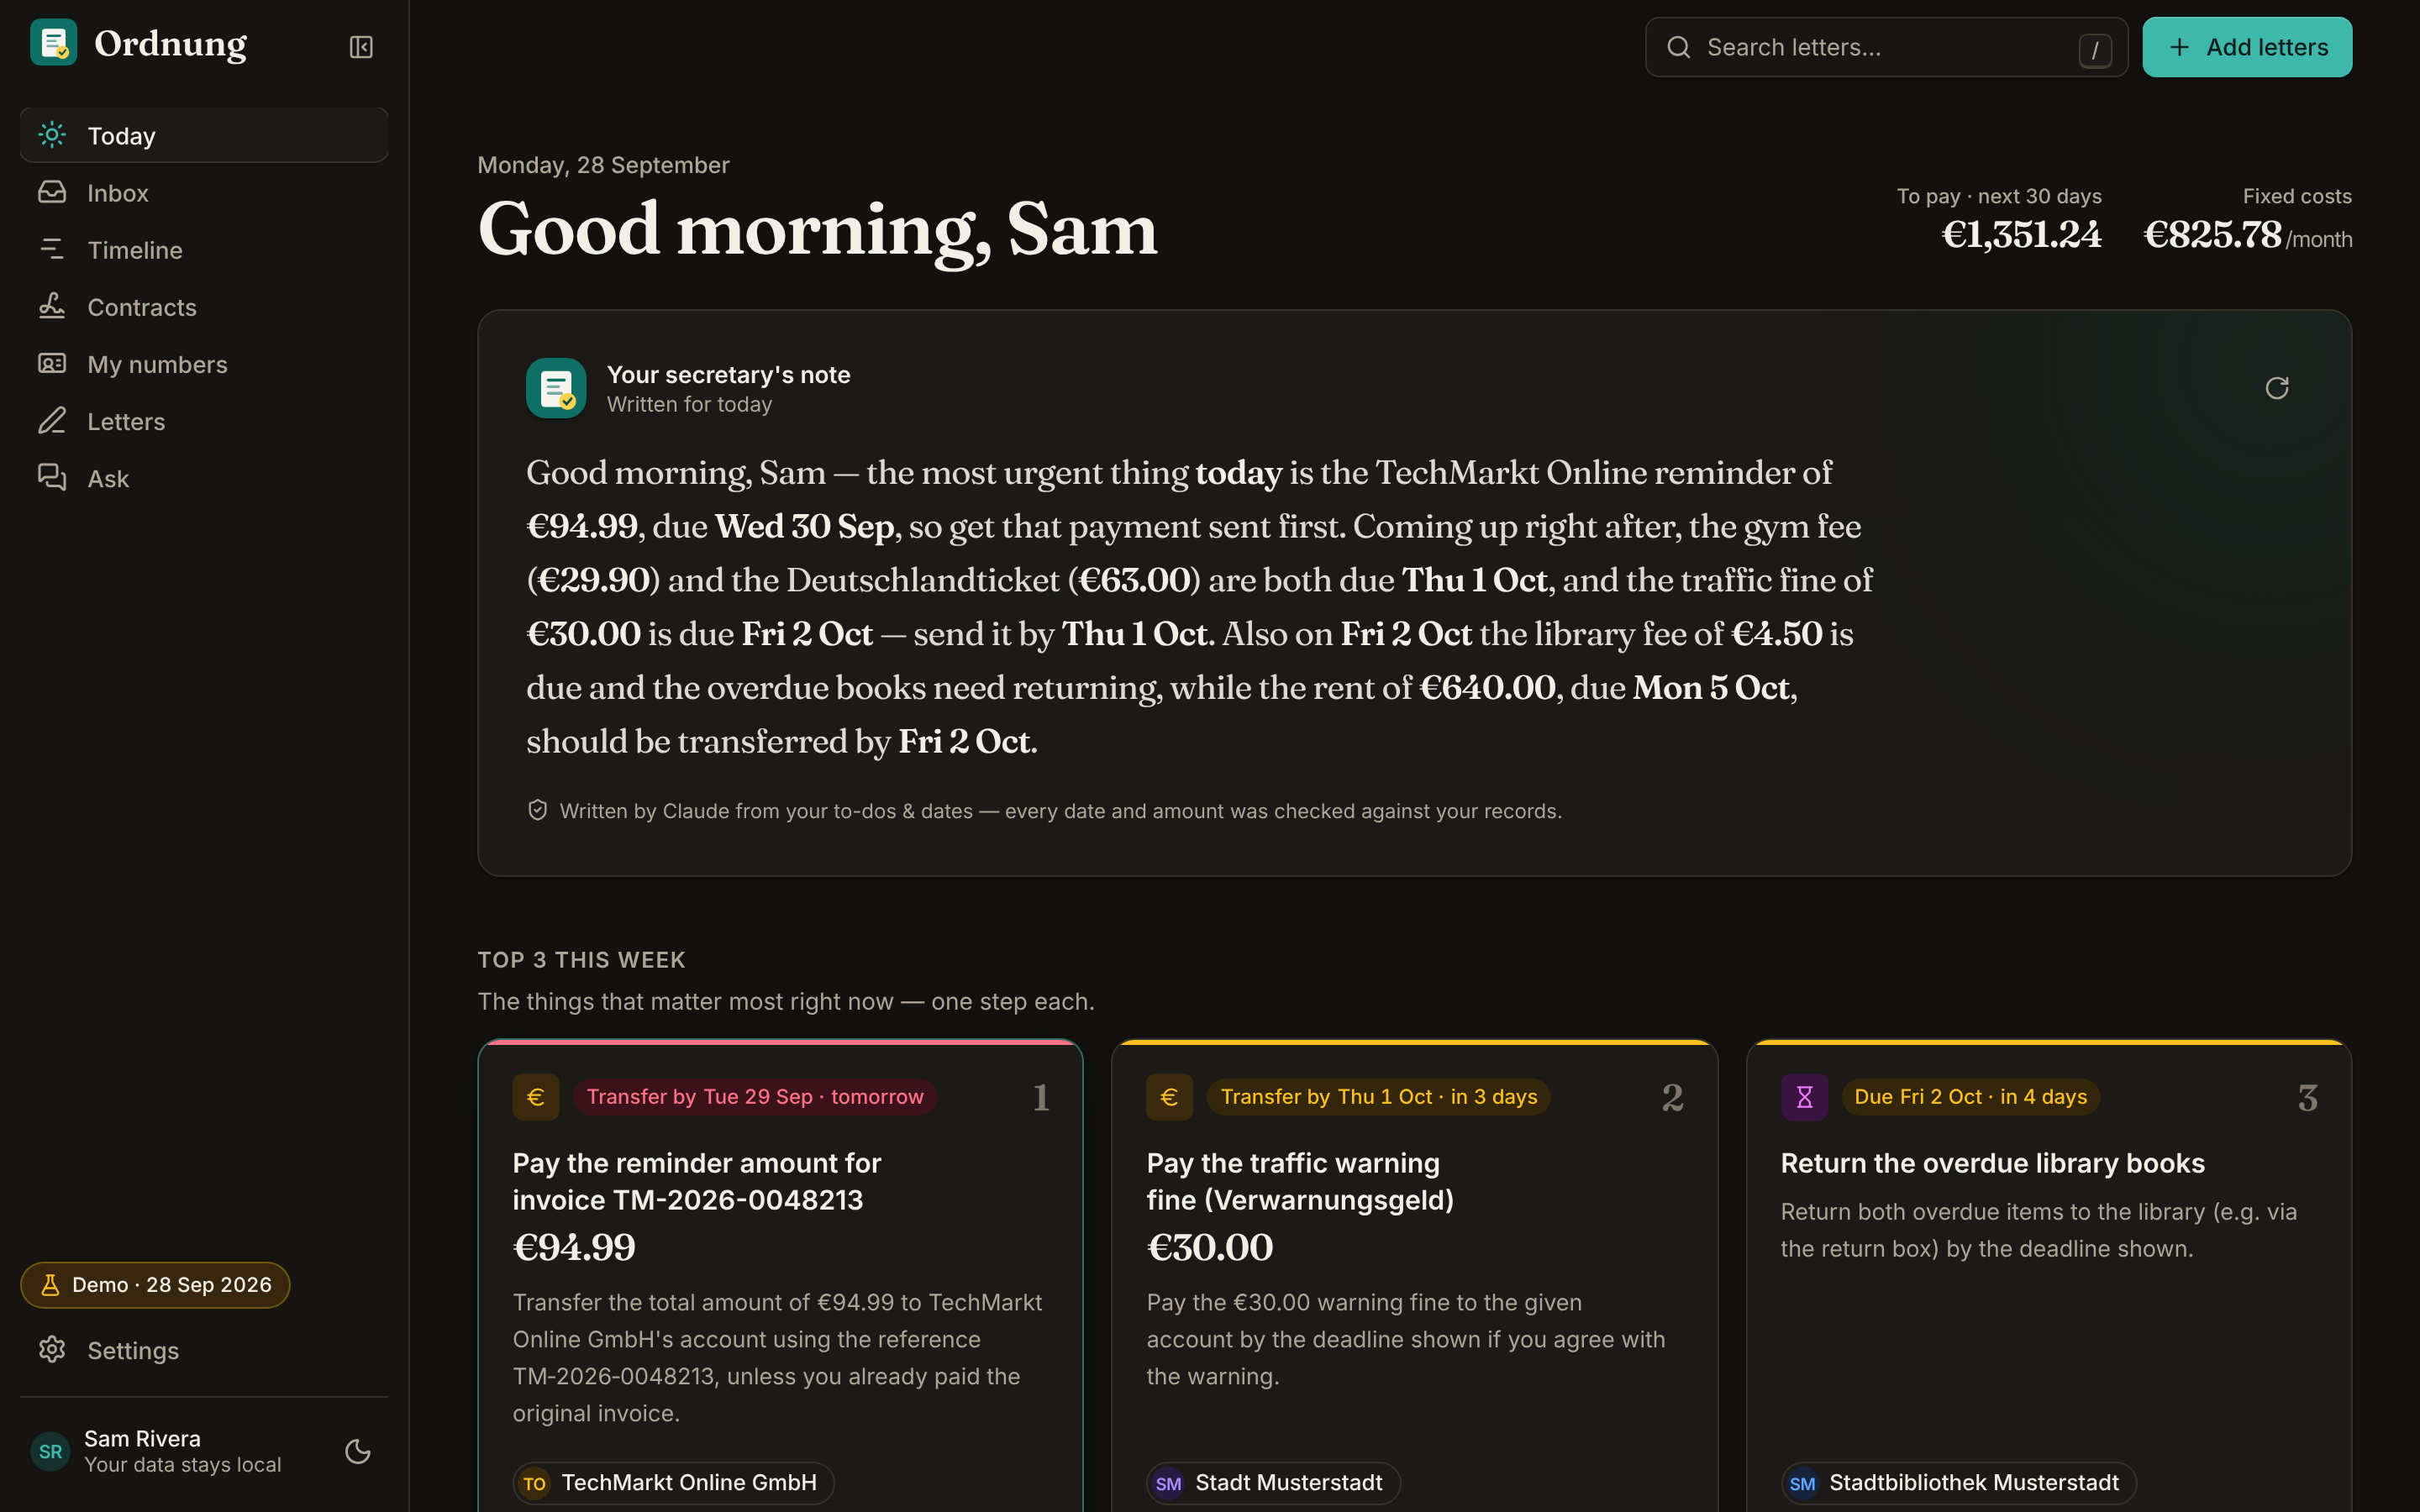 Ordnung
Search letters...
/
Add letters
Today
Inbox
Timeline
Contracts
My numbers
Letters
Ask
Demo · 28 Sep 2026
Settings
SR
Sam Rivera
Your data stays local
Monday, 28 September
Good morning, Sam
To pay · next 30 days
€1,351.24
Fixed costs
€825.78/month
Your secretary's note
Written for today
Good morning, Sam — the most urgent thing today is the TechMarkt Online reminder of
€94.99, due Wed 30 Sep, so get that payment sent first. Coming up right after, the gym fee
(€29.90) and the Deutschlandticket (€63.00) are both due Thu 1 Oct, and the traffic fine of
€30.00 is due Fri 2 Oct — send it by Thu 1 Oct. Also on Fri 2 Oct the library fee of €4.50 is
due and the overdue books need returning, while the rent of €640.00, due Mon 5 Oct,
should be transferred by Fri 2 Oct.
Written by Claude from your to-dos & dates — every date and amount was checked against your records.
TOP 3 THIS WEEK
The things that matter most right now — one step each.
€
Transfer by Tue 29 Sep · tomorrow
1
Pay the reminder amount for
invoice TM-2026-0048213
€94.99
Transfer the total amount of €94.99 to TechMarkt
Online GmbH's account using the reference
TM-2026-0048213, unless you already paid the
original invoice.
TO
TechMarkt Online GmbH
€
Transfer by Thu 1 Oct · in 3 days
2
Pay the traffic warning
fine (Verwarnungsgeld)
€30.00
Pay the €30.00 warning fine to the given
account by the deadline shown if you agree with
the warning.
SM
Stadt Musterstadt
Due Fri 2 Oct · in 4 days
3
Return the overdue library books
Return both overdue items to the library (e.g. via
the return box) by the deadline shown.
SM
Stadtbibliothek Musterstadt